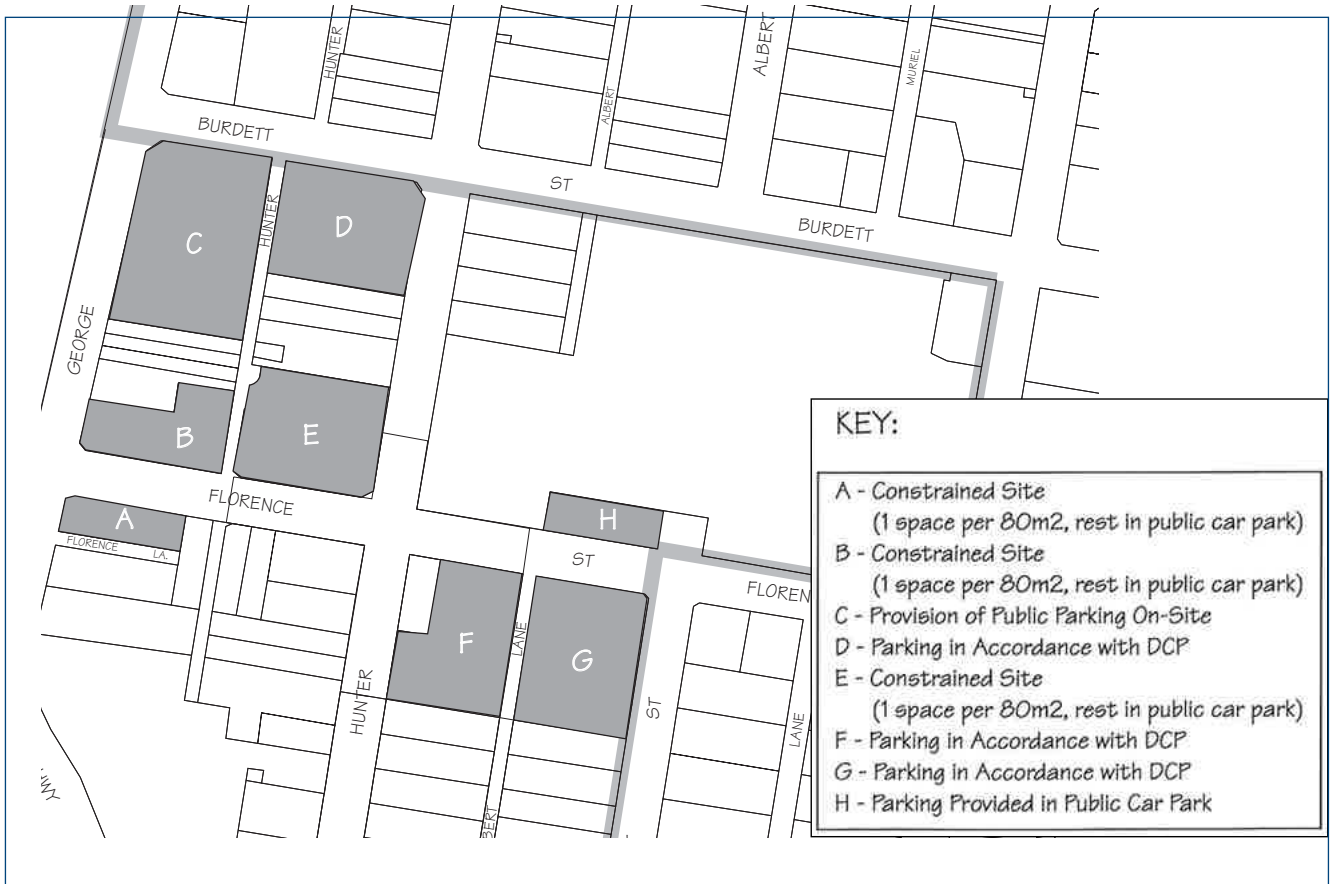 HUNTER
ALBERT
ALBERT
MURIEL
BURDETT
ST
BURDETT
HUNTER
C
D
GEORGE
B
E
FLORENCE
A
FLORENCE LA.
H
ST
FLOREN
F
LANE
G
HUNTER
ST
LANE
BERT
HWY
KEY:
A - Constrained Site
(1 space per 80m2, rest in public car park)
B - Constrained Site
(1 space per 80m2, rest in public car park)
C - Provision of Public Parking On-Site
D - Parking in Accordance with DCP
E - Constrained Site
(1 space per 80m2, rest in public car park)
F - Parking in Accordance with DCP
G - Parking in Accordance with DCP
H - Parking Provided in Public Car Park